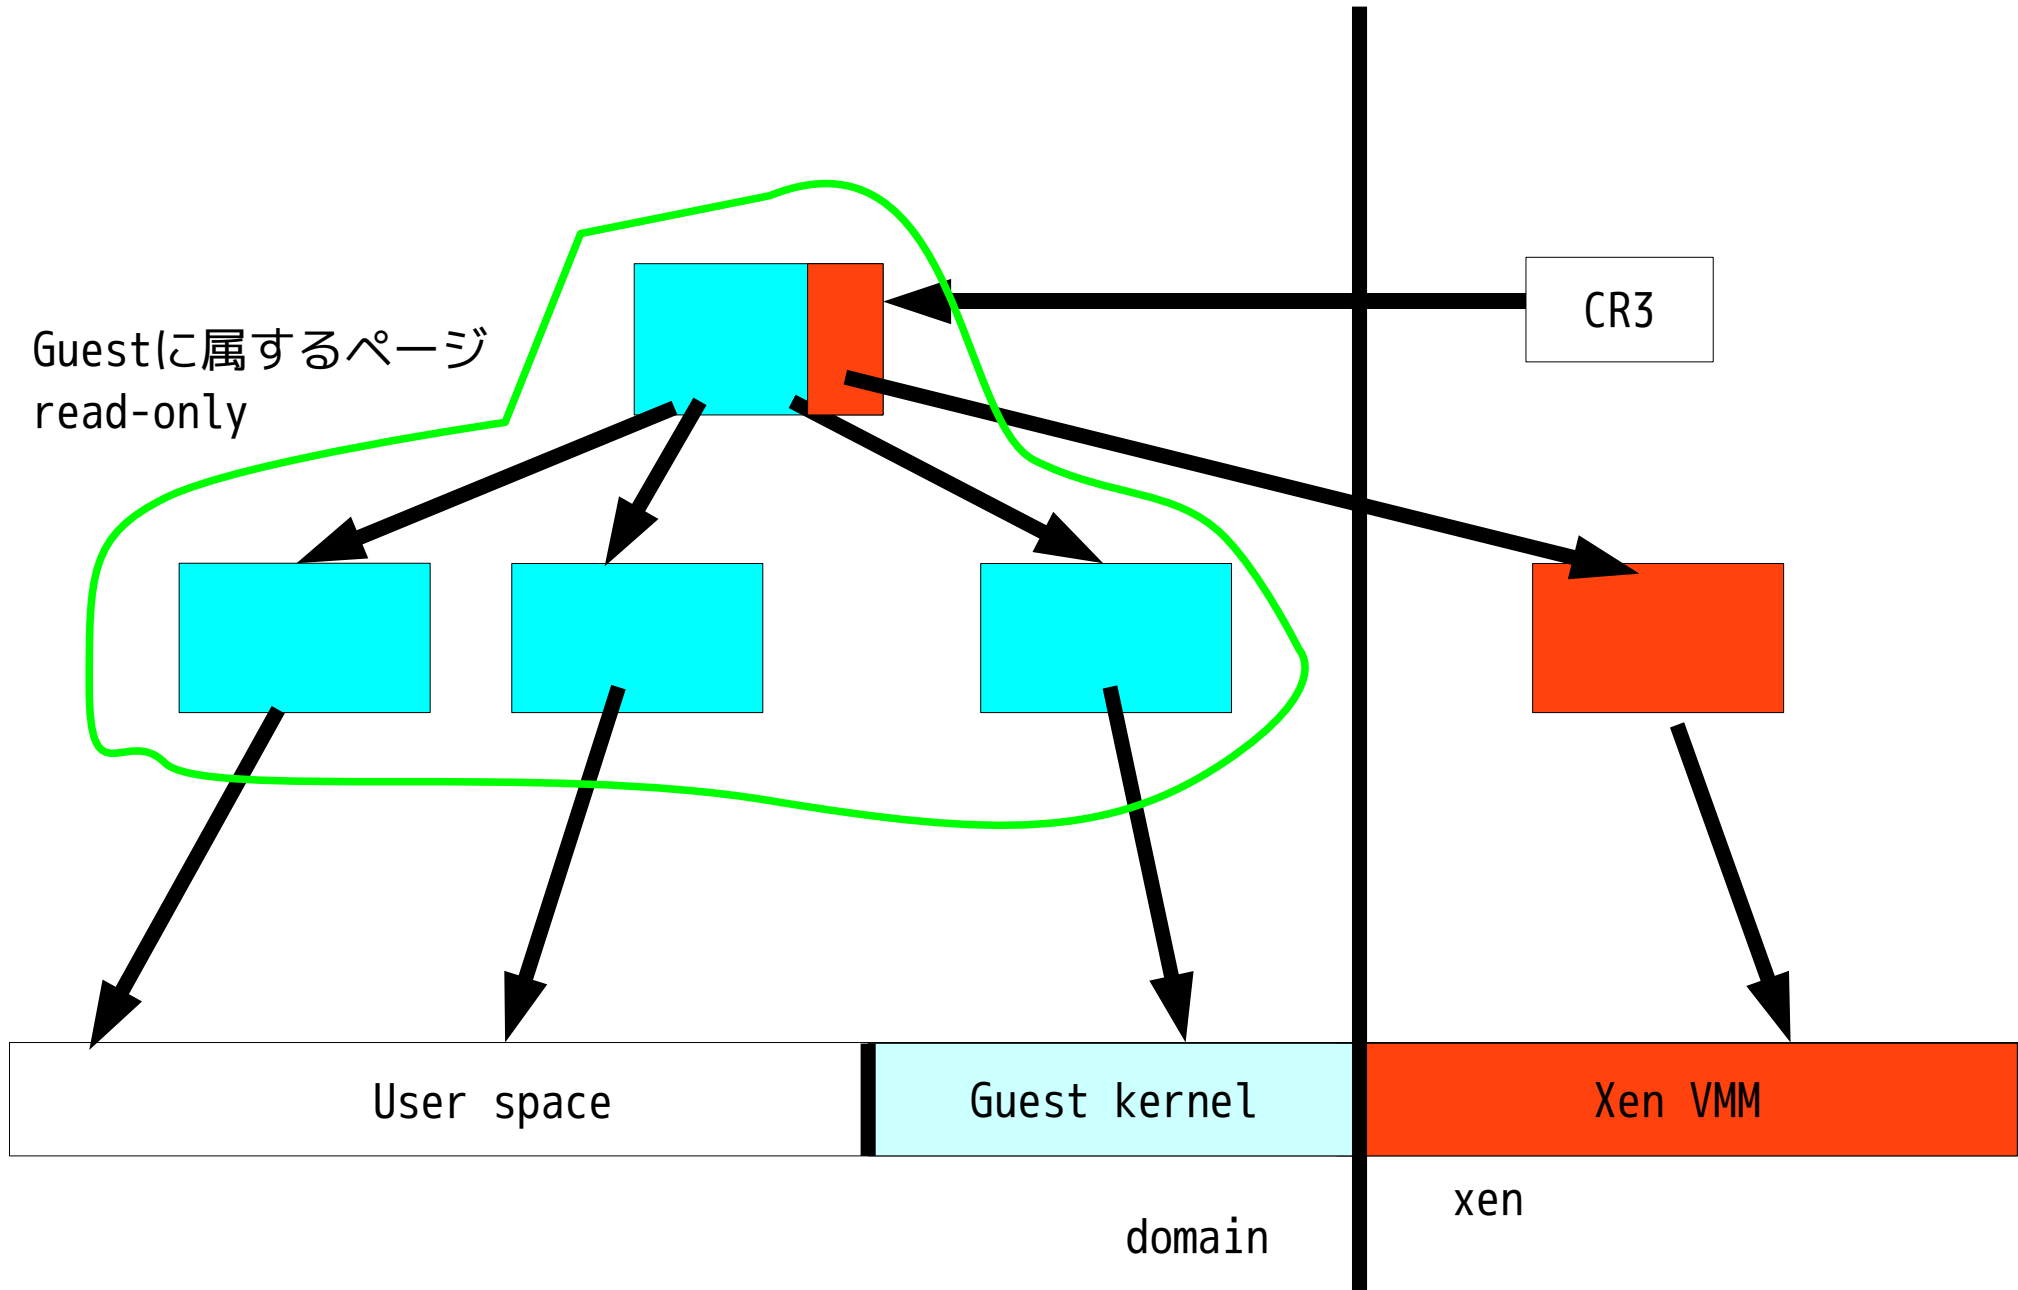 CR3
Guestに属するページ
read-only
User space
Guest kernel
Xen VMM
xen
domain